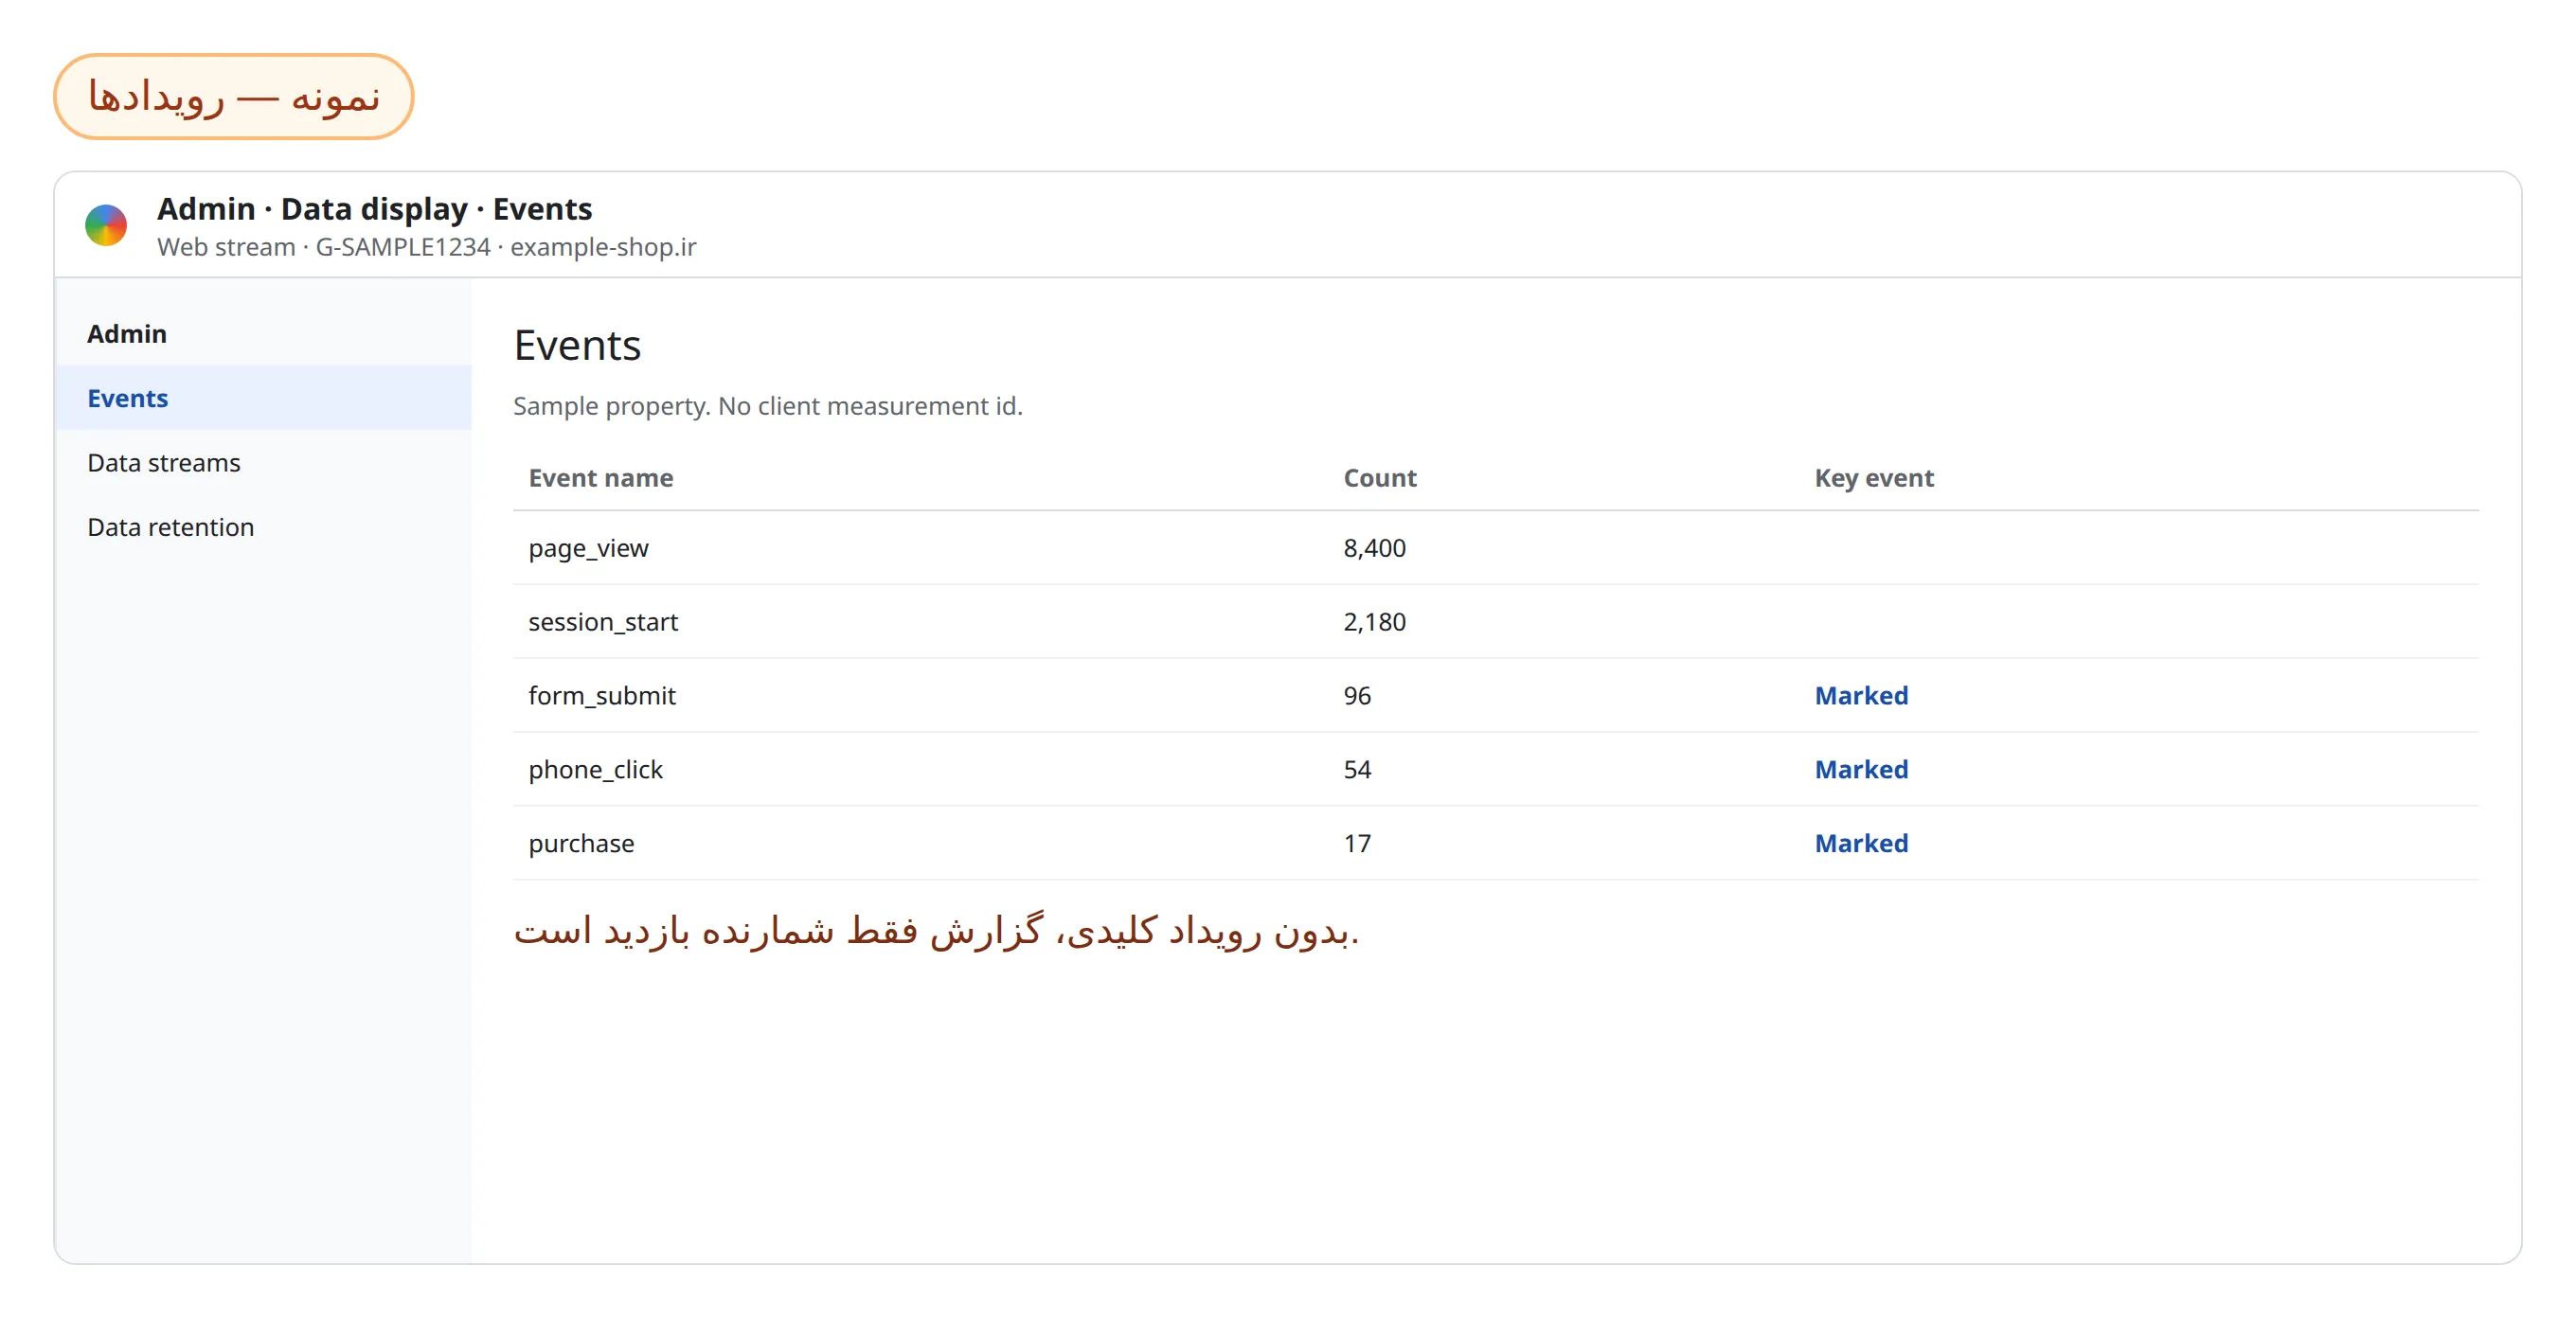 نمونه — رویدادها
Admin · Data display · Events
Web stream · G-SAMPLE1234 · example-shop.ir
Admin
Events
Data streams
Data retention
Events
Sample property. No client measurement id.
Event name Count Key event
page_view 8,400
session_start 2,180
form_submit 96 Marked
phone_click 54 Marked
purchase 17 Marked
بدون رویداد کلیدی، گزارش فقط شمارنده بازدید است.